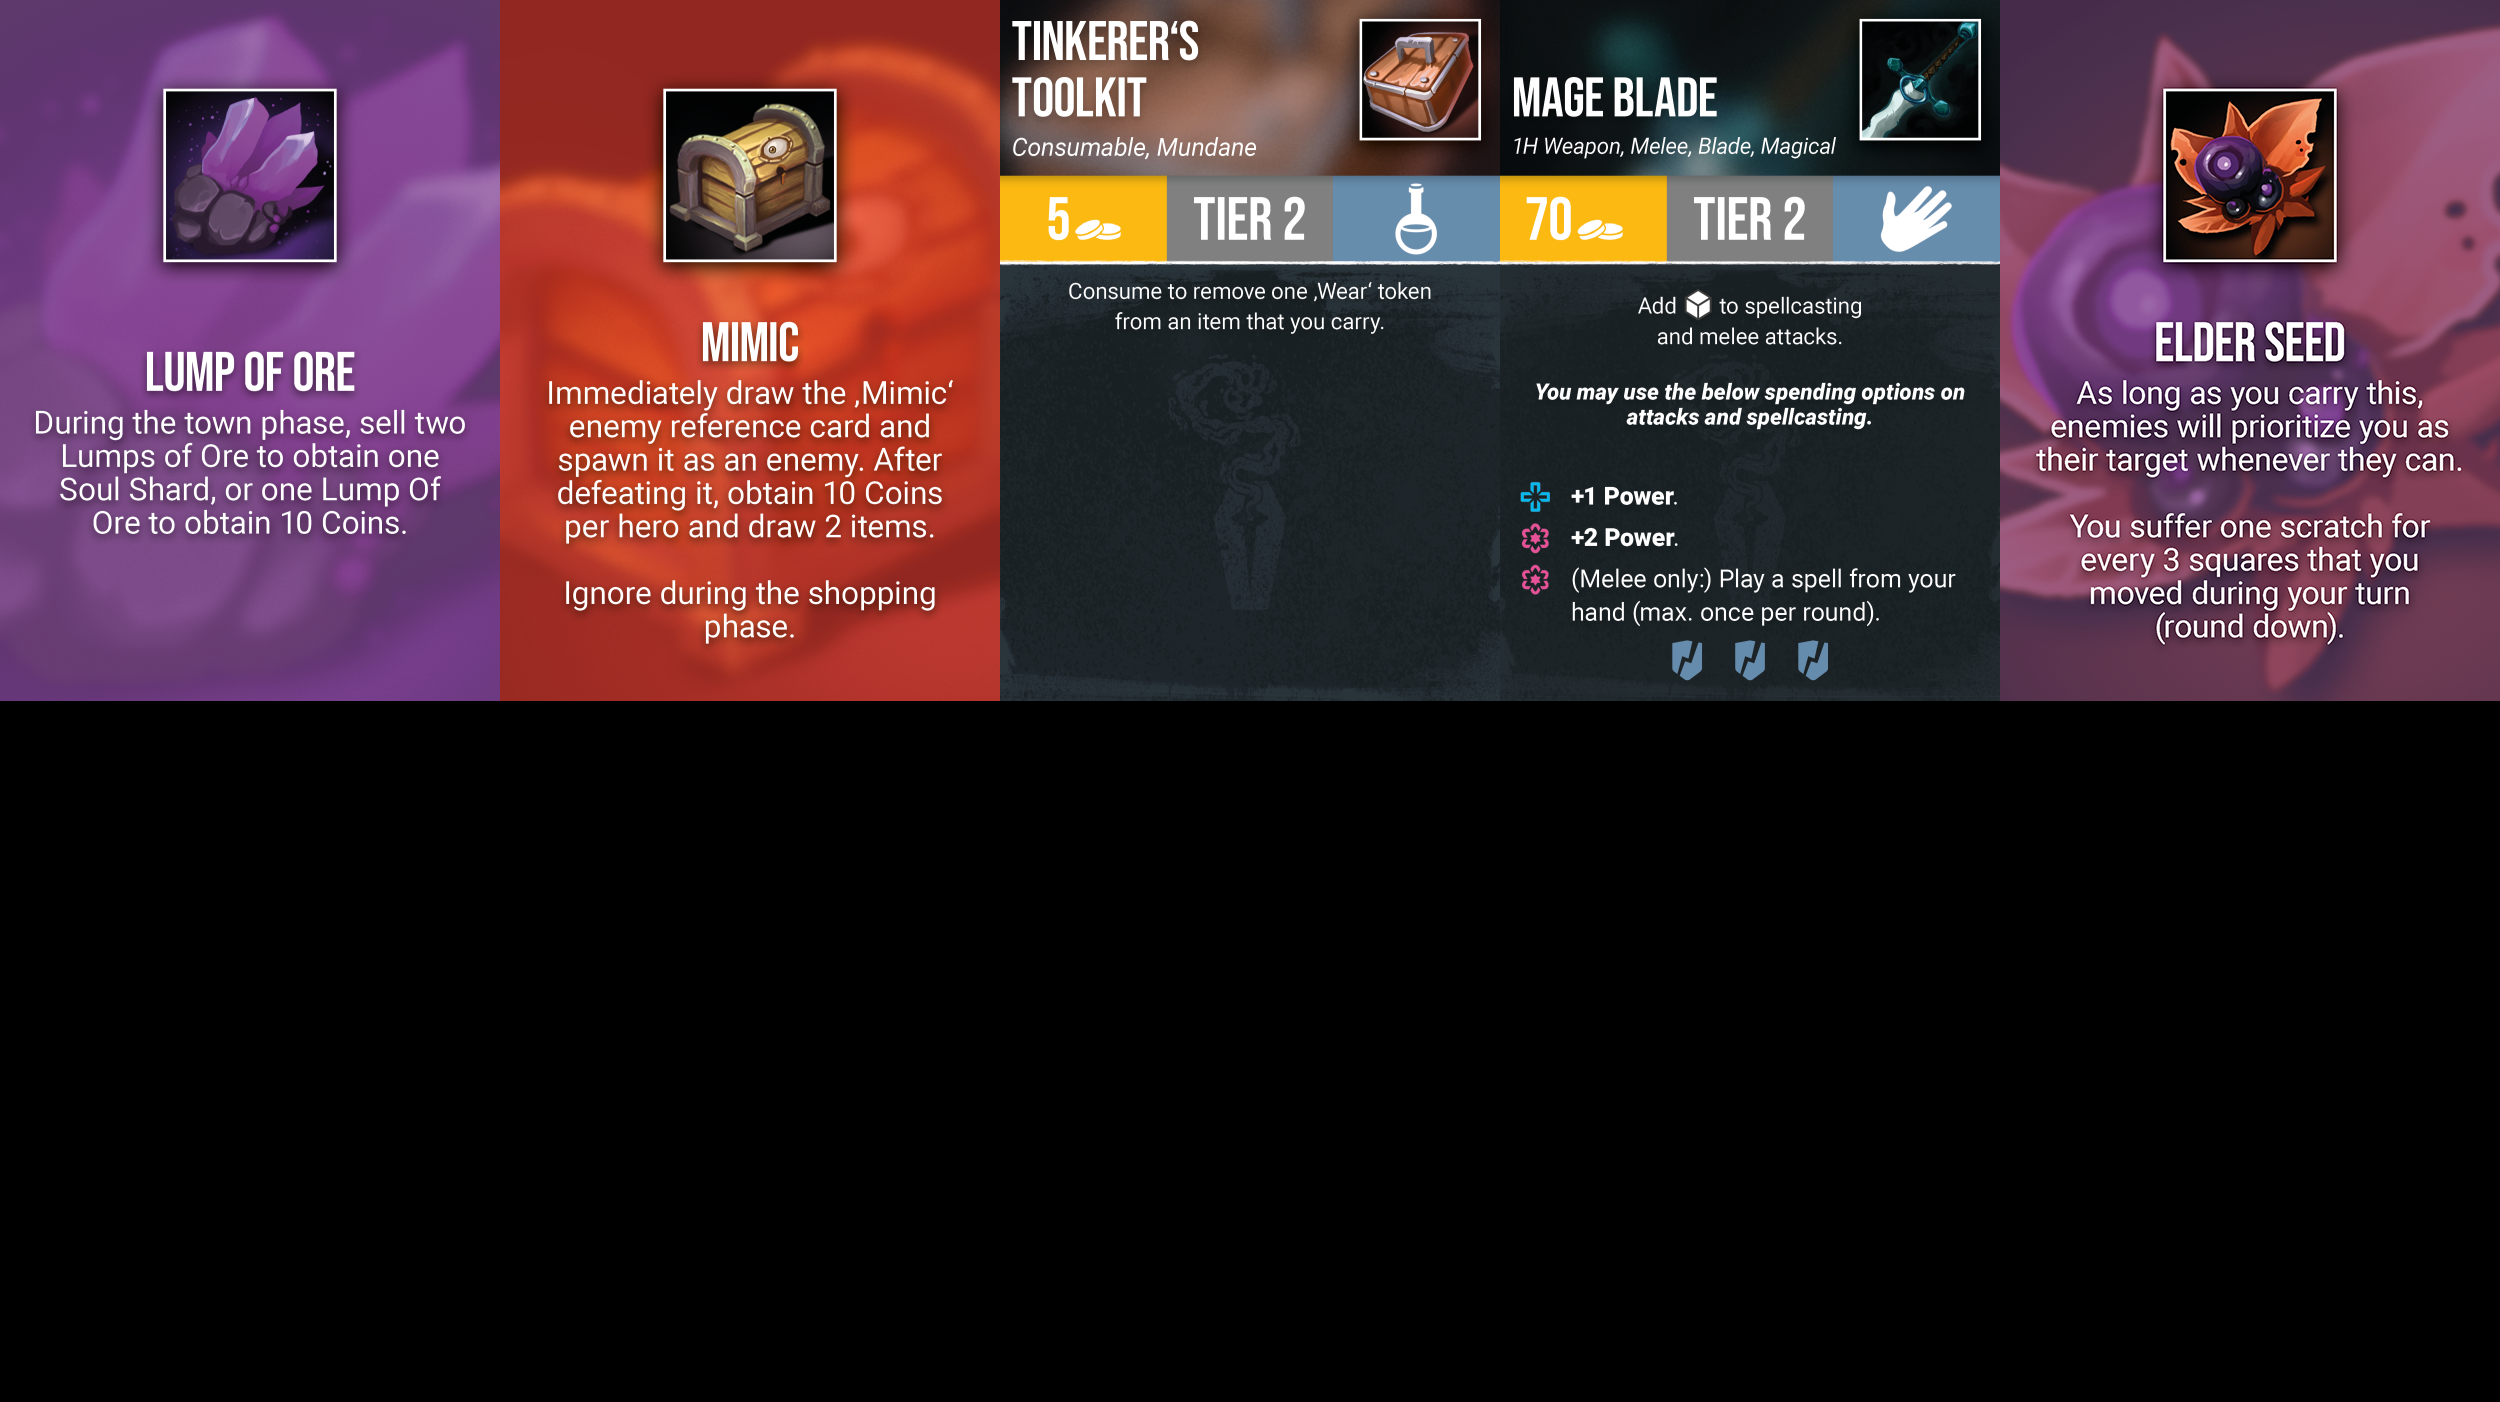 LUMP OF ORE
During the town phase, sell two
Lumps of Ore to obtain one
Soul Shard, or one Lump Of
Ore to obtain 10 Coins.
MIMIC
Immediately draw the ‚Mimic‘
enemy reference card and
spawn it as an enemy. After
defeating it, obtain 10 Coins
per hero and draw 2 items.
Ignore during the shopping
phase.
TINKERER‘S
TOOLKIT
Consumable, Mundane
5
TIER 2
Consume to remove one ‚Wear‘ token
from an item that you carry.
MAGE BLADE
1H Weapon, Melee, Blade, Magical
70
TIER 2
Add to spellcasting
and melee attacks.
You may use the below spending options on
attacks and spellcasting.
+1 Power.
+2 Power.
(Melee only:) Play a spell from your
hand (max. once per round).
ELDER SEED
As long as you carry this,
enemies will prioritize you as
their target whenever they can.
You suffer one scratch for
every 3 squares that you
moved during your turn
(round down).